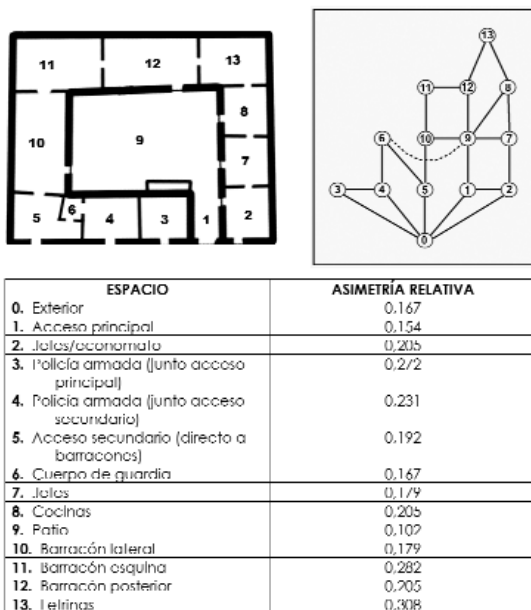 11 12 13
10 9 8
7
5 6 4 3 1 2
13
11 12 8
6 10 9 7
3 4 5 1 2
0
ESPACIO ASIMETRÍA RELATIVA
0. Exterior 0,167
1. Acceso principal 0,154
2. Jefes/economato 0,205
3. Policía armada (junto acceso 0,272
principal)
4. Policía armada (junto acceso 0,231
secundario)
5. Acceso secundario (directo a 0,192
barracones)
6. Cuerpo de guardia 0,167
7. Jefes 0,179
8. Cocinas 0,205
9. Patio 0,102
10. Barracón lateral 0,179
11. Barracón esquina 0,282
12. Barracón posterior 0,205
13. Letrinas 0,308